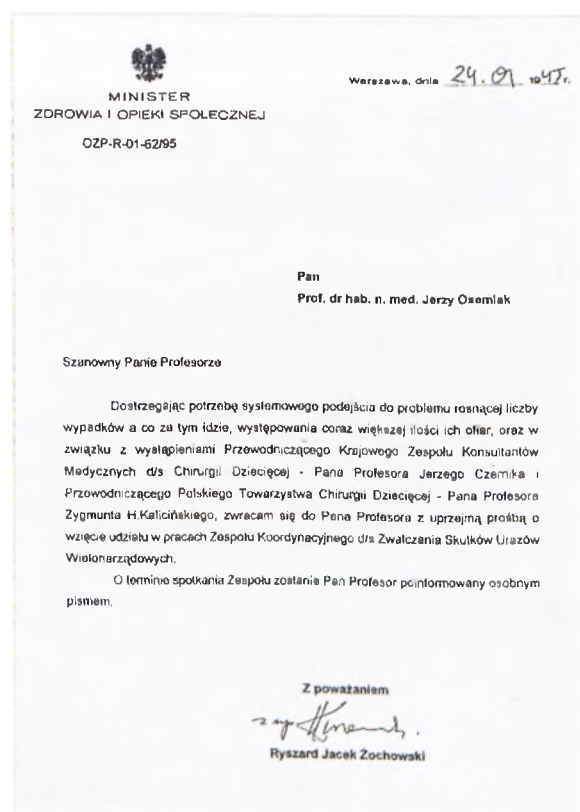 Warszawa, dnia 24.01 1995r.
MINISTER
ZDROWIA I OPIEKI SPOŁECZNEJ
OZP-R-01-62/95
Pan
Prof. dr hab. n. med. Jerzy Osemlak
Szanowny Panie Profesorze
Dostrzegając potrzebę systemowego podejścia do problemu rosnącej liczby
wypadków a co za tym idzie, występowania coraz większej ilości ich ofiar, oraz w
związku z wystąpieniami Przewodniczącego Krajowego Zespołu Konsultantów
Medycznych d/s Chirurgii Dziecięcej - Pana Profesora Jerzego Czernika i
Przewodniczącego Polskiego Towarzystwa Chirurgii Dziecięcej - Pana Profesora
Zygmunta H.Kalicińskiego, zwracam się do Pana Profesora z uprzejmą prośbą o
wzięcie udziału w pracach Zespołu Koordynacyjnego d/s Zwalczania Skutków Urazów
Wielonarządowych.
O terminie spotkania Zespołu zostanie Pan Profesor poinformowany osobnym
pismem.
Z poważaniem
Ryszard Jacek Żochowski